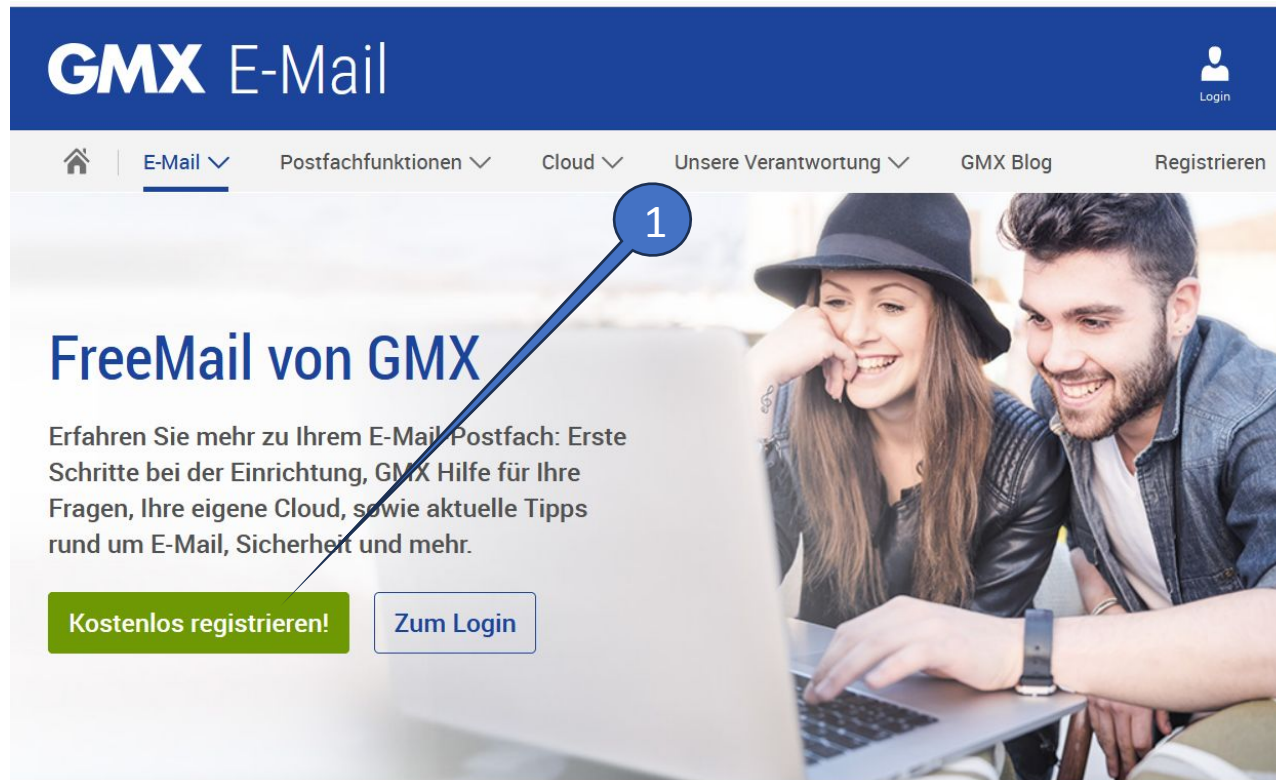 GMX E-Mail
Login
E-Mail
Postfachfunktionen
Cloud
Unsere Verantwortung
GMX Blog
Registrieren
1
FreeMail von GMX
Erfahren Sie mehr zu Ihrem E-Mail-Postfach: Erste
Schritte bei der Einrichtung, GMX Hilfe für Ihre
Fragen, Ihre eigene Cloud, sowie aktuelle Tipps
rund um E-Mail, Sicherheit und mehr.
Kostenlos registrieren!
Zum Login